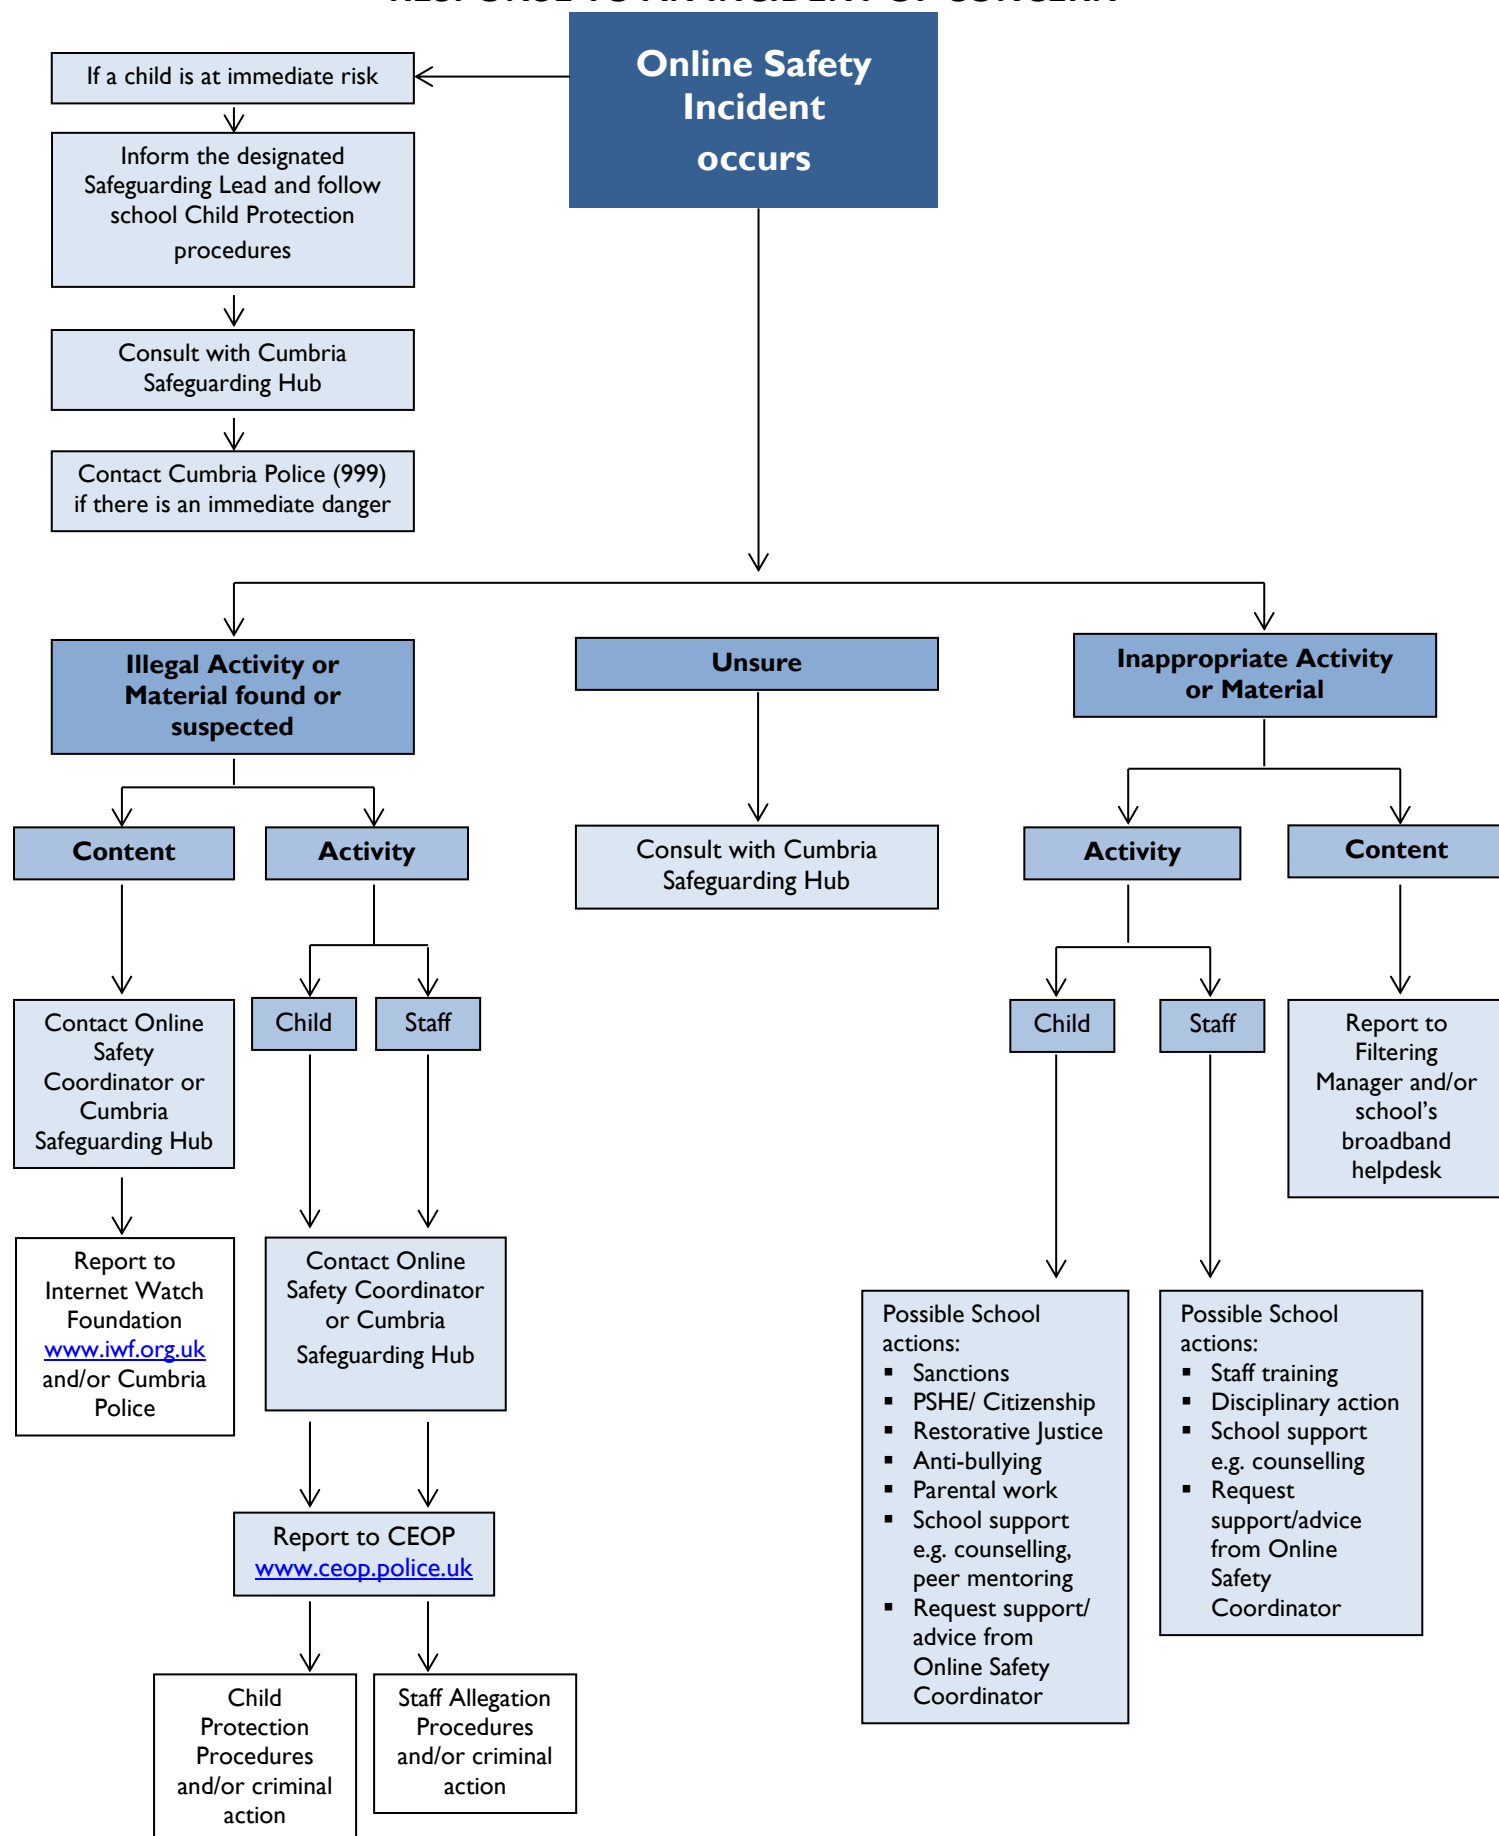 RESPONSE TO AN INCIDENT OF CONCERN
Online Safety
Incident
occurs
If a child is at immediate risk
Inform the designated
Safeguarding Lead and follow
school Child Protection
procedures
Consult with Cumbria
Safeguarding Hub
Contact Cumbria Police (999)
if there is an immediate danger
Illegal Activity or
Material found or
suspected
Unsure
Inappropriate Activity
or Material
Content
Activity
Consult with Cumbria
Safeguarding Hub
Activity
Content
Contact Online
Safety
Coordinator or
Cumbria
Safeguarding Hub
Child
Staff
Child
Staff
Report to
Filtering
Manager and/or
school’s
broadband
helpdesk
Report to
Internet Watch
Foundation
www.iwf.org.uk
and/or Cumbria
Police
Contact Online
Safety Coordinator
or Cumbria
Safeguarding Hub
Possible School
actions:
▪ Sanctions
▪ PSHE/ Citizenship
▪ Restorative Justice
▪ Anti-bullying
▪ Parental work
▪ School support
e.g. counselling,
peer mentoring
▪ Request support/
advice from
Online Safety
Coordinator
Possible School
actions:
▪ Staff training
▪ Disciplinary action
▪ School support
e.g. counselling
▪ Request
support/advice
from Online
Safety
Coordinator
Report to CEOP
www.ceop.police.uk
Child
Protection
Procedures
and/or criminal
action
Staff Allegation
Procedures
and/or criminal
action